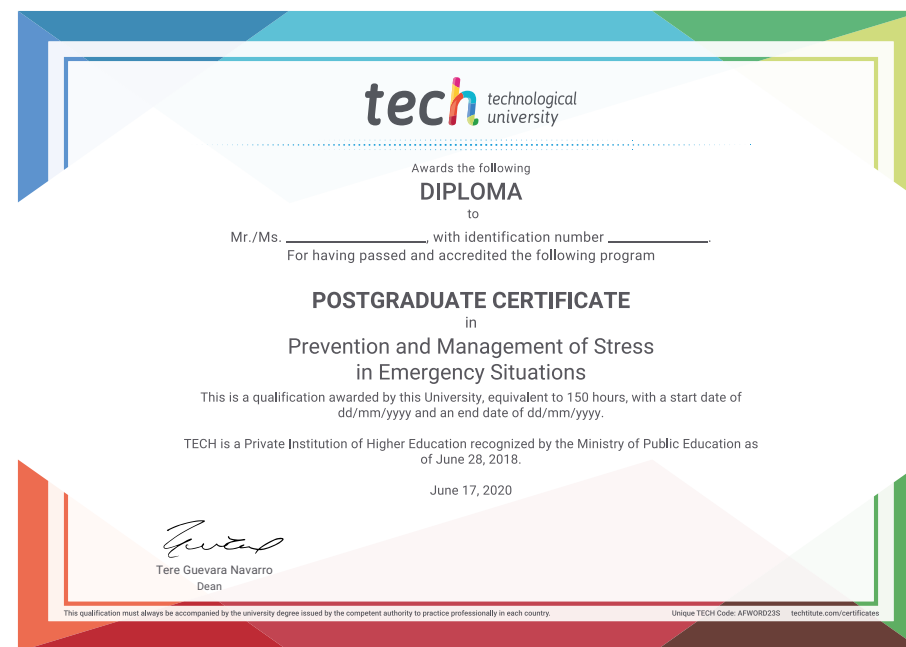 tech technological
university
Awards the following
DIPLOMA
to
Mr./Ms. ____________, with identification number ____________.
For having passed and accredited the following program
POSTGRADUATE CERTIFICATE
in
Prevention and Management of Stress
in Emergency Situations
This is a qualification awarded by this University, equivalent to 150 hours, with a start date of
dd/mm/yyyy and an end date of dd/mm/yyyy.
TECH is a Private Institution of Higher Education recognized by the Ministry of Public Education as
of June 28, 2018.
June 17, 2020
Tere Guevara Navarro
Dean
This qualification must always be accompanied by the university degree issued by the competent authority to practice professionally in each country. Unique TECH Code: AFWORD23S techtitute.com/certificates